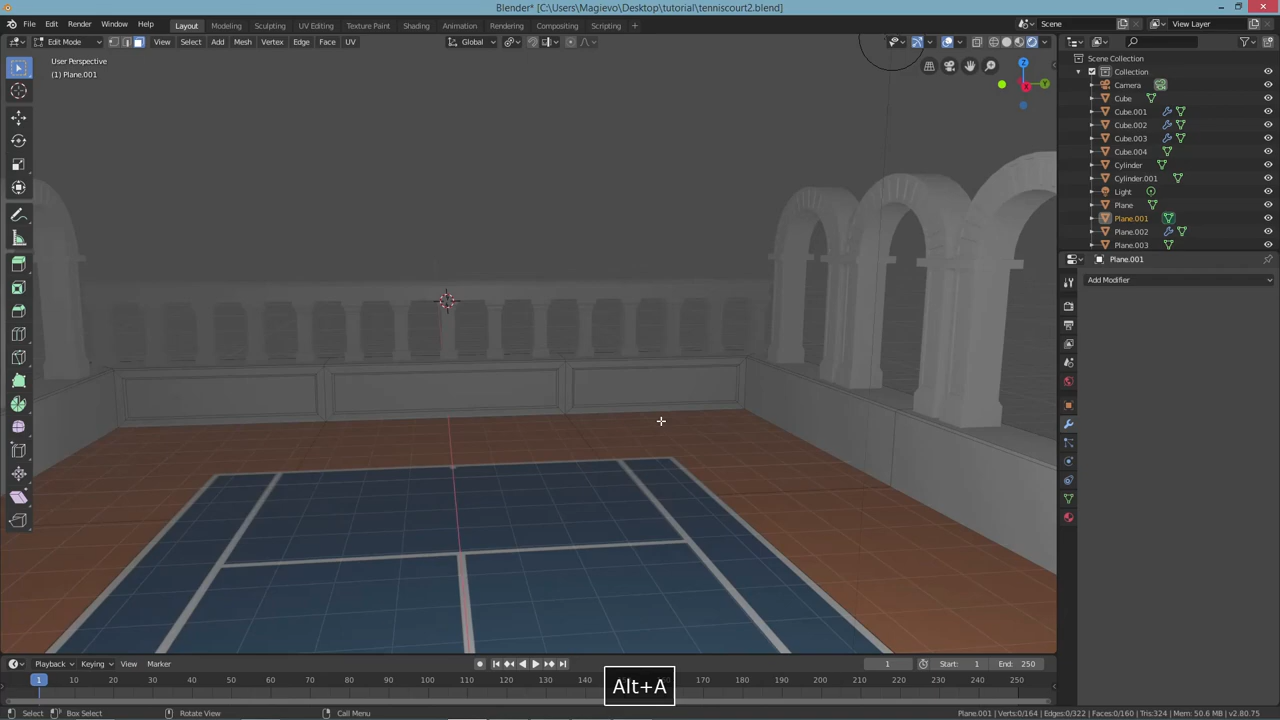 Blender* [C:\Users\Magievo\Desktop\tutorial\tenniscourt2.blend]
File Edit Render Window Help Layout Modeling Sculpting UV Editing Texture Paint Shading Animation Rendering Compositing Scripting + Scene View Layer
Edit Mode View Select Add Mesh Vertex Edge Face UV Global
User Perspective
(1) Plane.001
Z
Y
X
Scene Collection
Collection
Camera
Cube
Cube.001
Cube.002
Cube.003
Cube.004
Cylinder
Cylinder.001
Light
Plane
Plane.001
Plane.002
Plane.003
Plane.001
Add Modifier
Playback Keying View Marker 1 Start: 1 End: 250
1 10 20 30 40 50 60 70 80 90 100 110 120 130 140 150 160 170 180 190 200 210 220 230 240 250
Alt+A
Select Box Select Rotate View Call Menu Plane.001 | Verts:0/164 | Edges:0/322 | Faces:0/160 | Tris:324 | Mem: 50.6 MB | v2.80.75